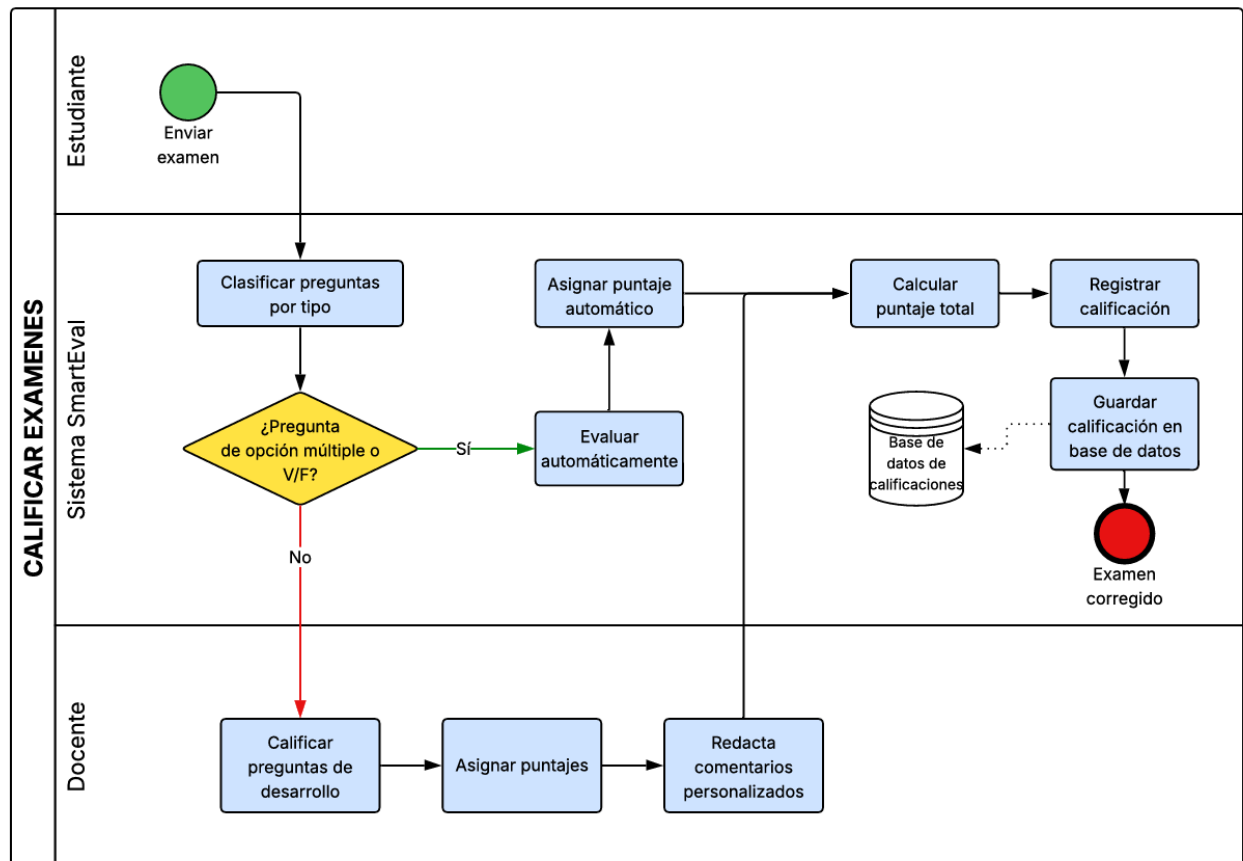 CALIFICAR EXAMENES
Estudiante
Enviar
examen
Sistema SmartEval
Clasificar preguntas
por tipo
¿Pregunta
de opción múltiple o
V/F?
Sí
No
Evaluar
automáticamente
Asignar puntaje
automático
Calcular
puntaje total
Registrar
calificación
Guardar
calificación en
base de datos
Base de
datos de
calificaciones
Examen
corregido
Docente
Calificar
preguntas de
desarrollo
Asignar puntajes
Redacta
comentarios
personalizados